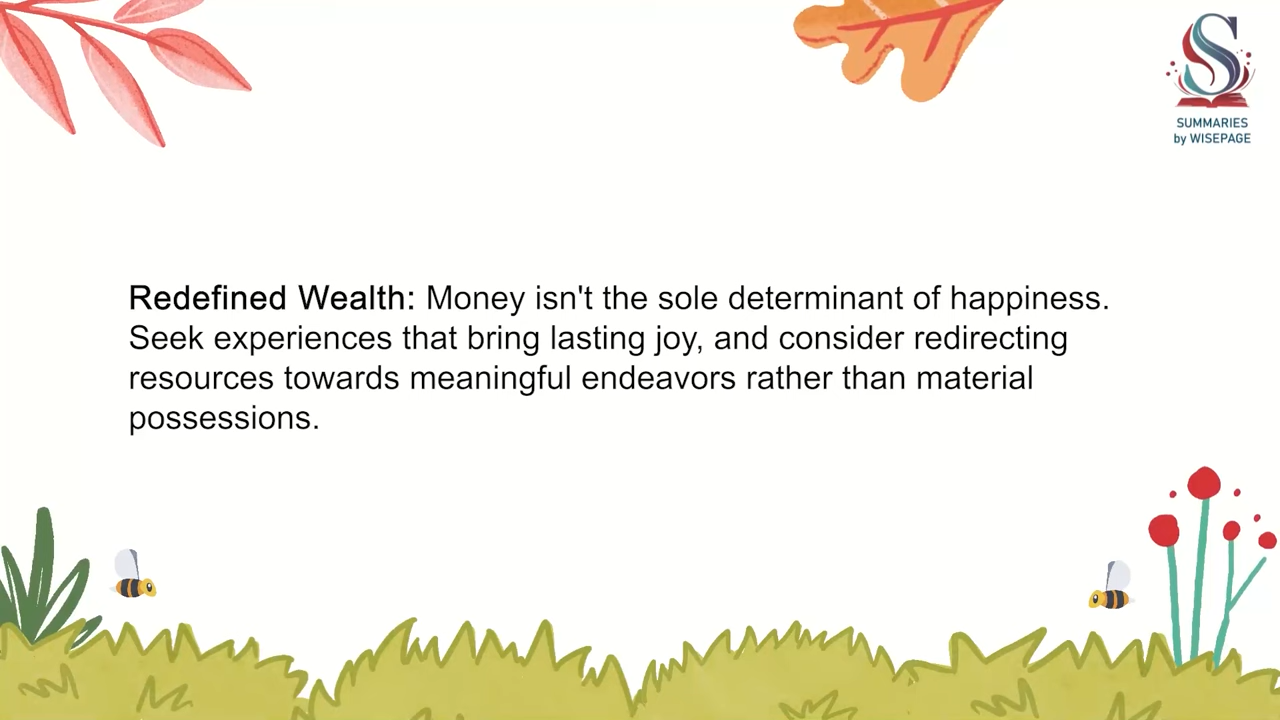 SUMMARIES
by WISEPAGE
Redefined Wealth: Money isn't the sole determinant of happiness.
Seek experiences that bring lasting joy, and consider redirecting
resources towards meaningful endeavors rather than material
possessions.